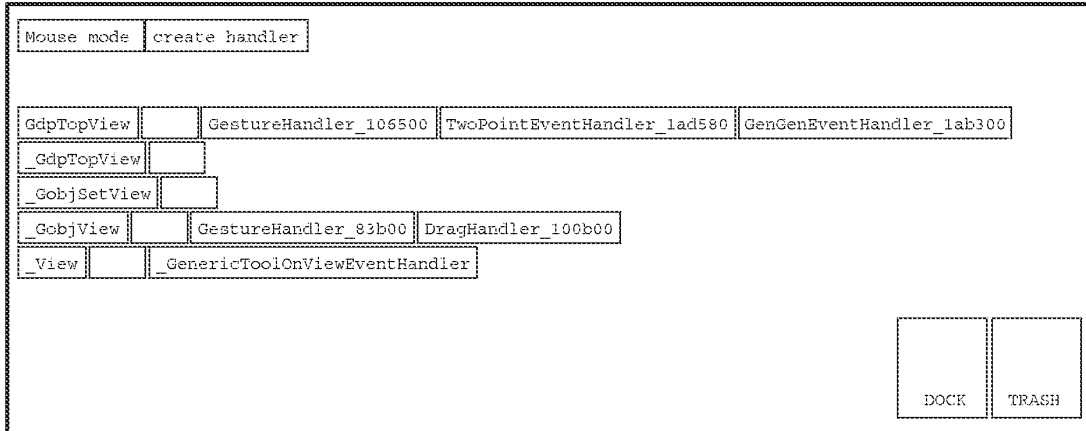 Mouse mode create handler
GdpTopView GestureHandler_106500 TwoPointEventHandler_1ad580 GenGenEventHandler_1ab300
_GdpTopView
_GobjSetView
_GobjView GestureHandler_83b00 DragHandler_100b00
_View _GenericToolOnViewEventHandler
DOCK TRASH